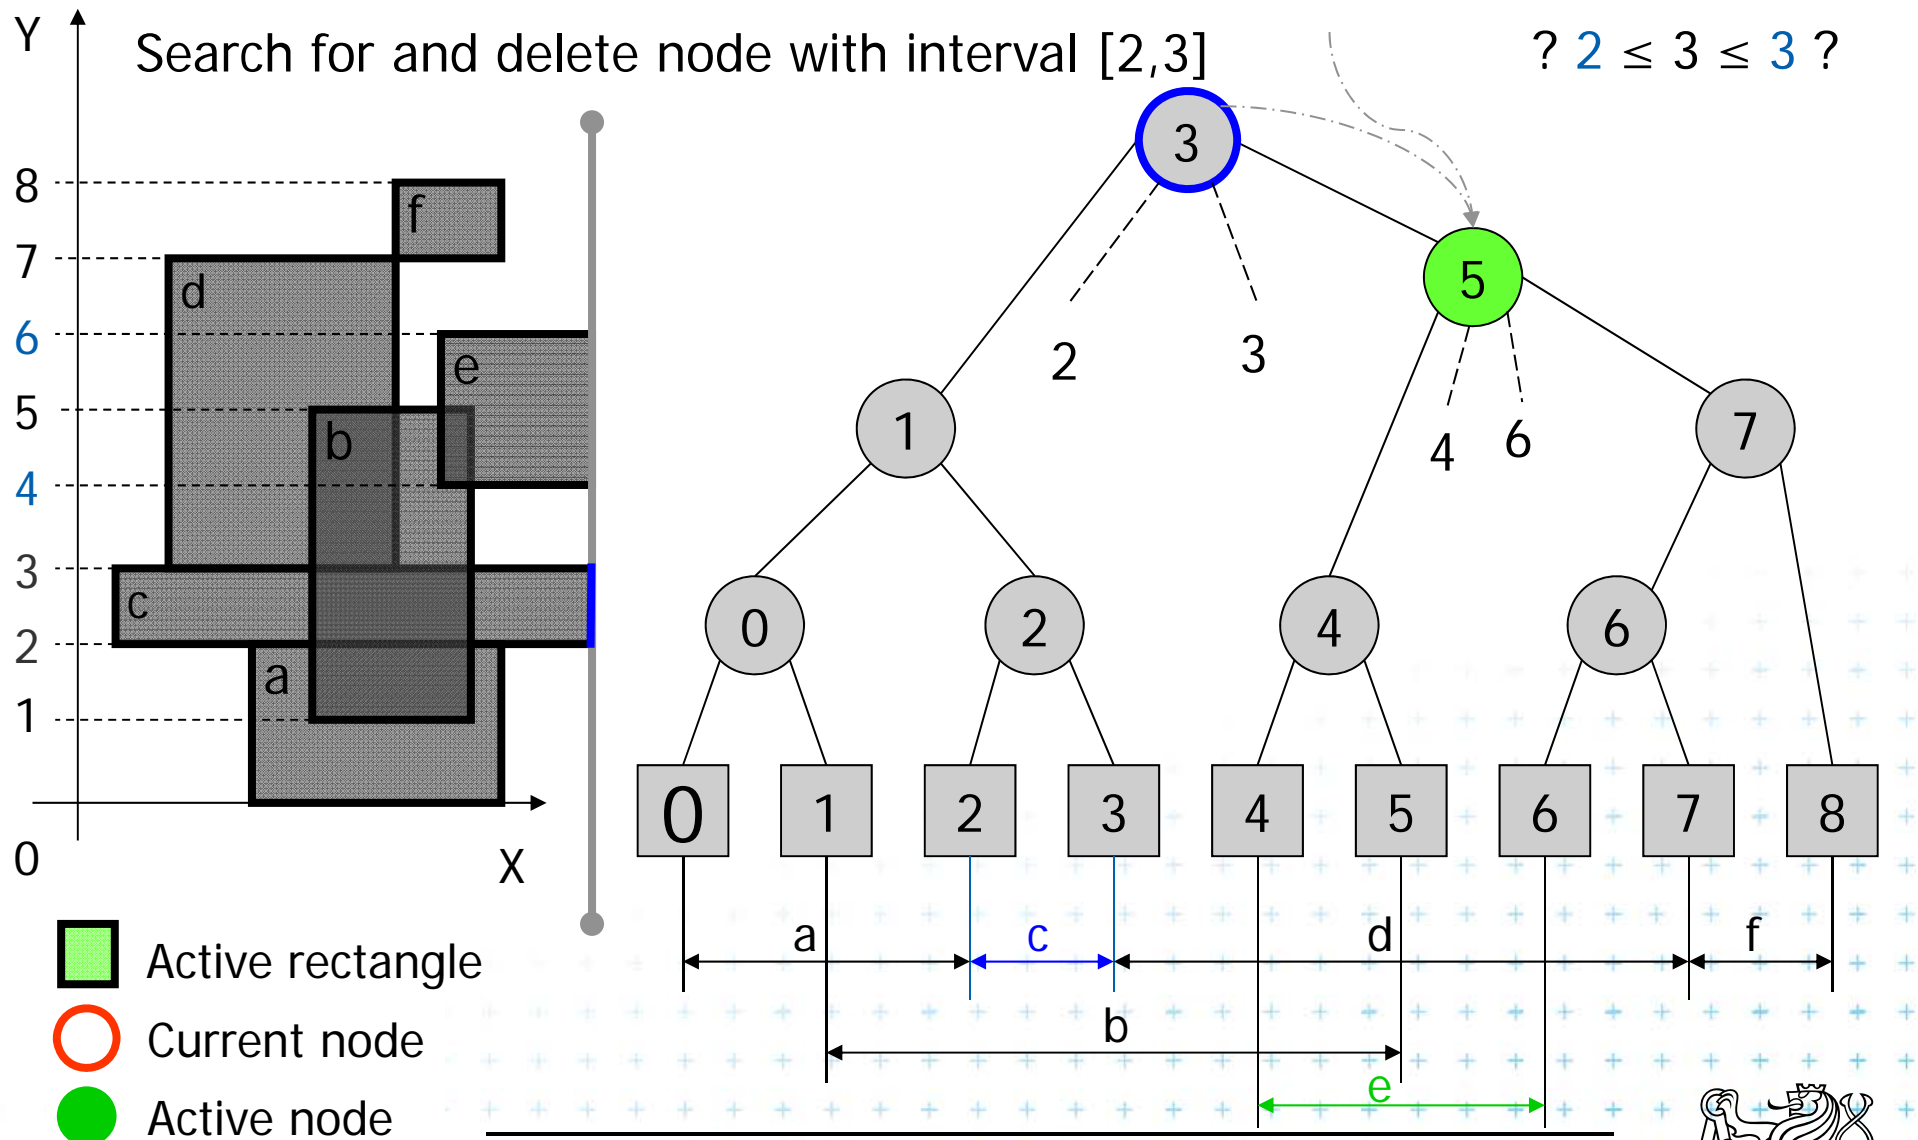 Search for and delete node with interval [2,3]
? 2 ≤ 3 ≤ 3 ?
Y
8
7
6
5
4
3
2
1
0
X
f
d
e
b
c
a
3
5
2
3
4
6
1
7
0
2
4
6
0
1
2
3
4
5
6
7
8
a
c
d
f
b
e
Active rectangle
Current node
Active node